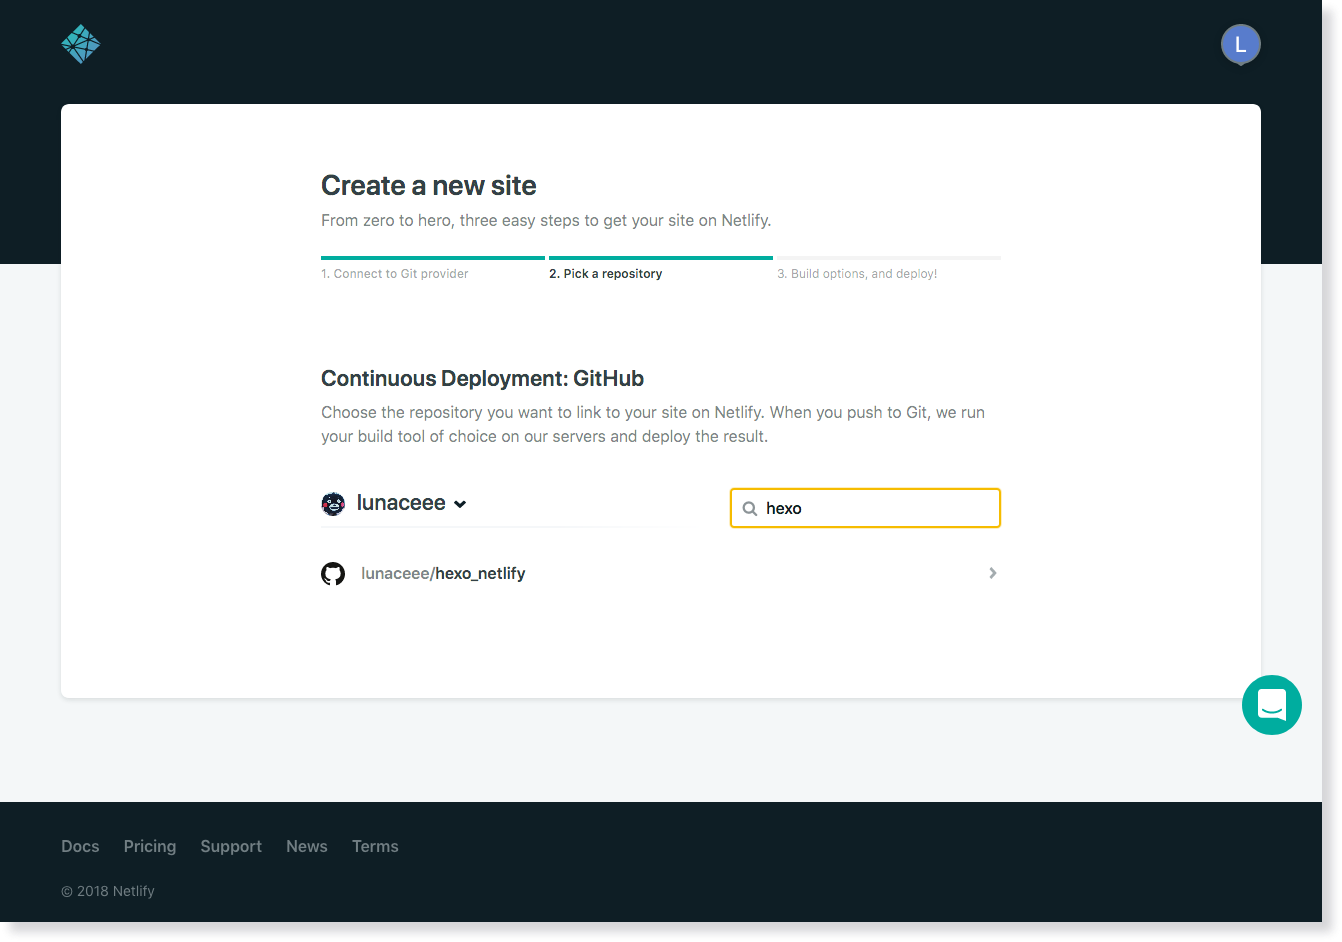 L
Create a new site
From zero to hero, three easy steps to get your site on Netlify.
1. Connect to Git provider
2. Pick a repository
3. Build options, and deploy!
Continuous Deployment: GitHub
Choose the repository you want to link to your site on Netlify. When you push to Git, we run
your build tool of choice on our servers and deploy the result.
lunaceee
hexo
lunaceee/hexo_netlify
Docs Pricing Support News Terms
© 2018 Netlify